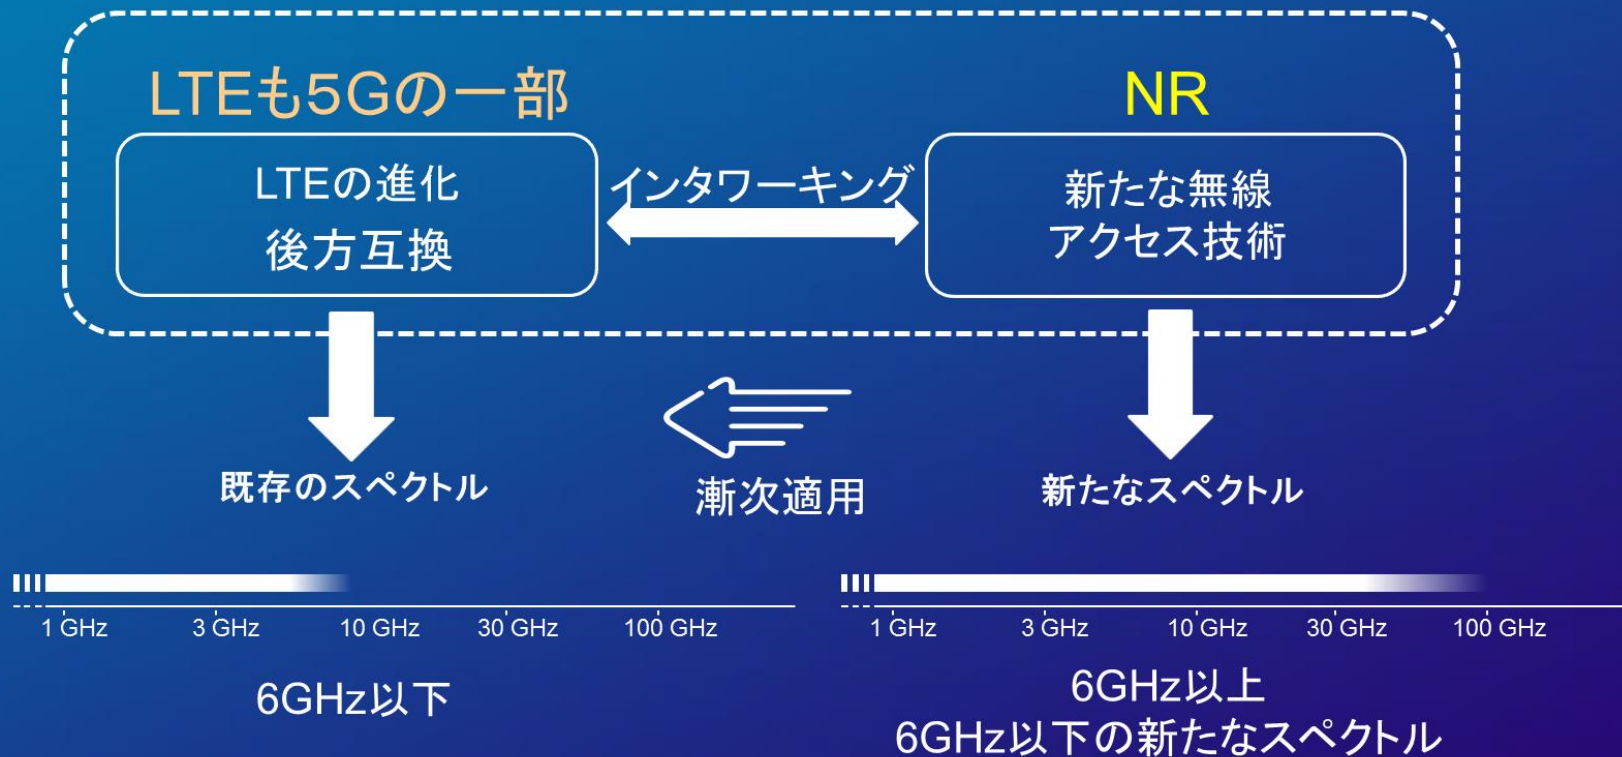 LTEも5Gの一部
NR
LTEの進化
後方互換
インタワーキング
新たな無線
アクセス技術
既存のスペクトル
漸次適用
新たなスペクトル
1 GHz 3 GHz 10 GHz 30 GHz 100 GHz
1 GHz 3 GHz 10 GHz 30 GHz 100 GHz
6GHz以下
6GHz以上
6GHz以下の新たなスペクトル